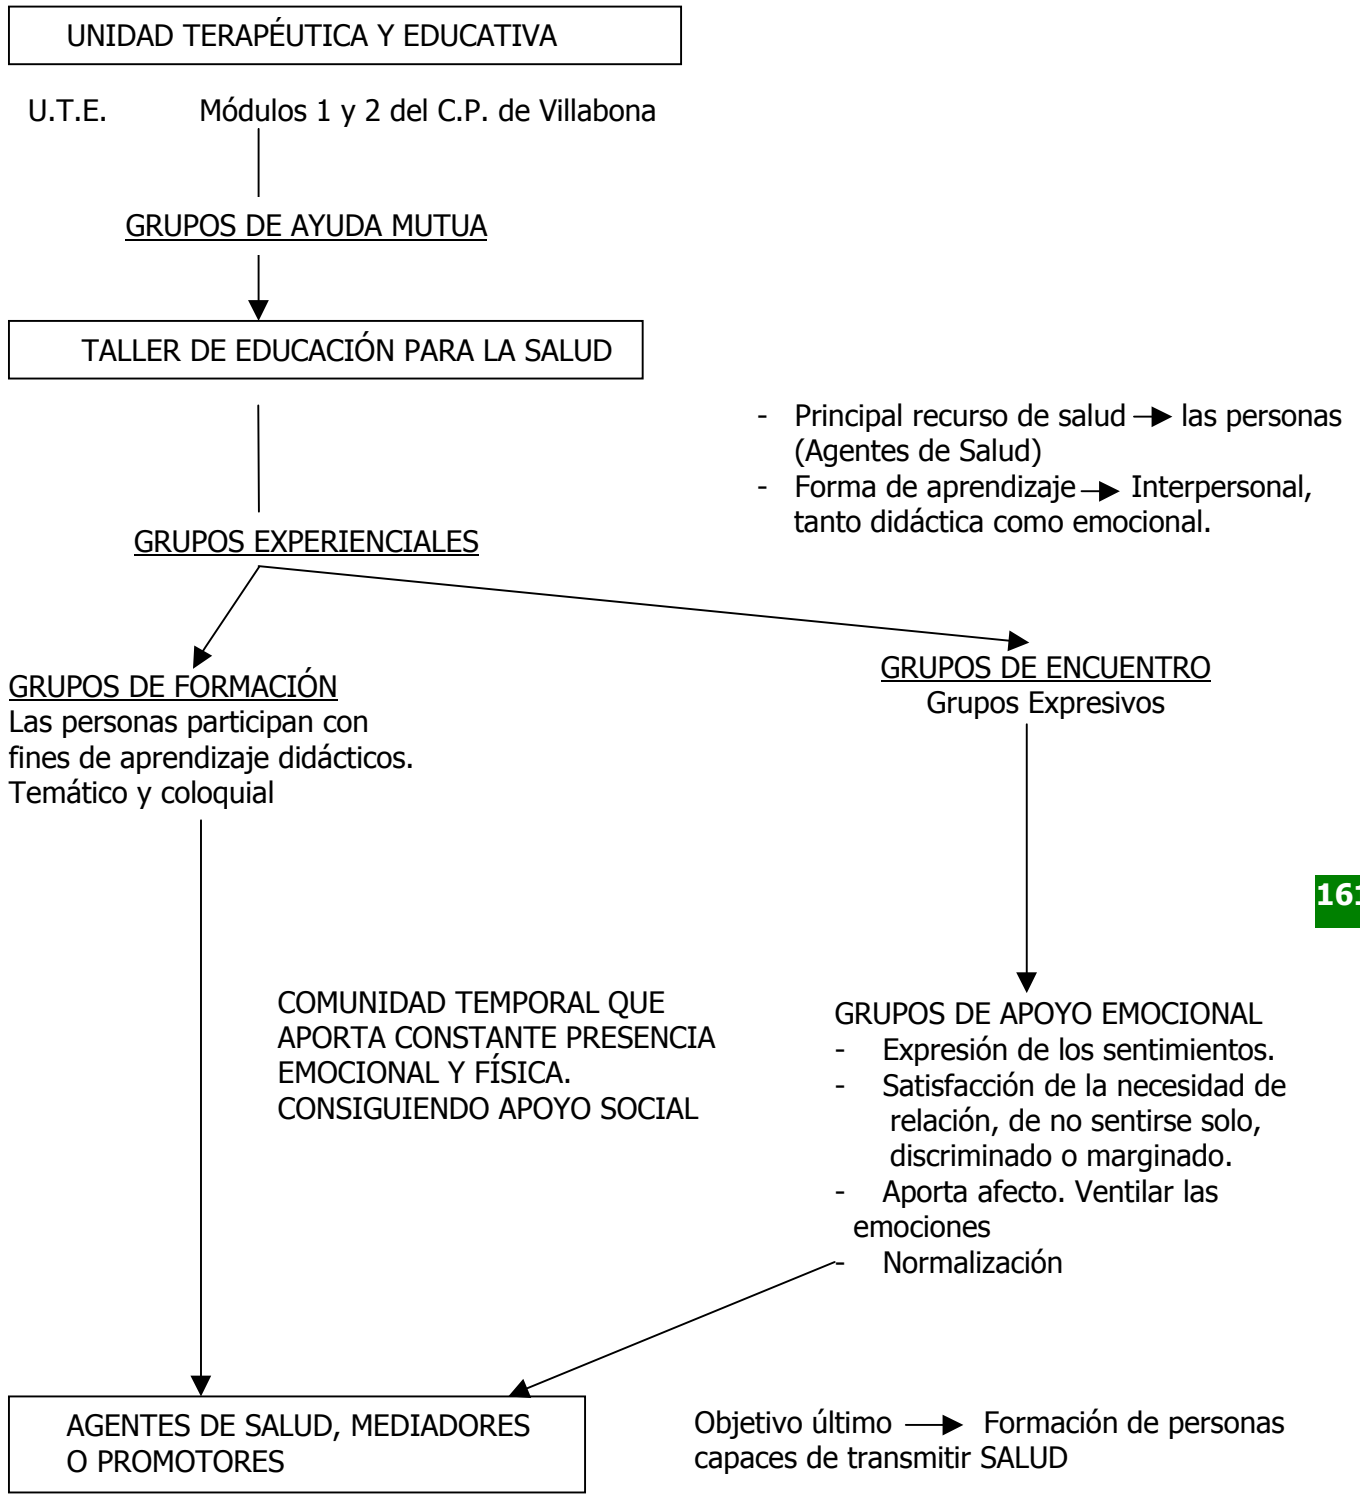 UNIDAD TERAPÉUTICA Y EDUCATIVA
U.T.E. Módulos 1 y 2 del C.P. de Villabona
GRUPOS DE AYUDA MUTUA
TALLER DE EDUCACIÓN PARA LA SALUD
- Principal recurso de salud → las personas
(Agentes de Salud)
- Forma de aprendizaje → Interpersonal,
tanto didáctica como emocional.
GRUPOS EXPERIENCIALES
GRUPOS DE FORMACIÓN
Las personas participan con
fines de aprendizaje didácticos.
Temático y coloquial
GRUPOS DE ENCUENTRO
Grupos Expresivos
161
COMUNIDAD TEMPORAL QUE
APORTA CONSTANTE PRESENCIA
EMOCIONAL Y FÍSICA.
CONSIGUIENDO APOYO SOCIAL
GRUPOS DE APOYO EMOCIONAL
- Expresión de los sentimientos.
- Satisfacción de la necesidad de
relación, de no sentirse solo,
discriminado o marginado.
- Aporta afecto. Ventilar las
emociones
- Normalización
AGENTES DE SALUD, MEDIADORES
O PROMOTORES
Objetivo último → Formación de personas
capaces de transmitir SALUD